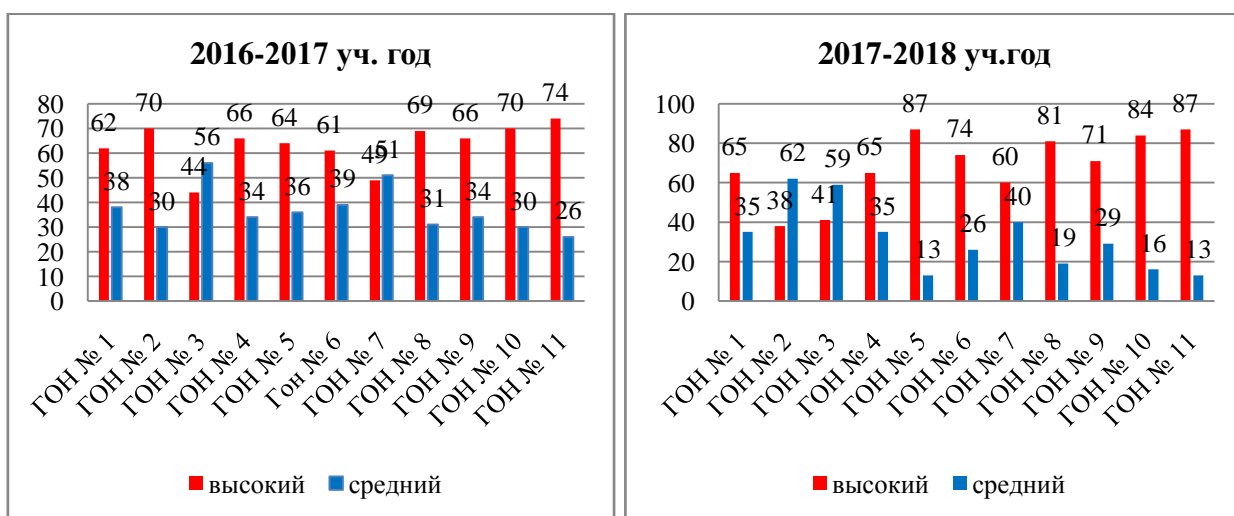 2016-2017 уч. год
80
70
60
50
40
30
20
10
0
62
38
70
30
44
56
66
34
64
36
61
39
49
51
69
31
66
34
70
30
74
26
ГОН № 1
ГОН № 2
ГОН № 3
ГОН № 4
ГОН № 5
Гон № 6
ГОН № 7
ГОН № 8
ГОН № 9
ГОН № 10
ГОН № 11
высокий средний
2017-2018 уч.год
100
80
60
40
20
0
65
35
38
62
41
59
65
35
87
13
74
26
60
40
81
19
71
29
84
16
87
13
ГОН № 1
ГОН № 2
ГОН № 3
ГОН № 4
ГОН № 5
ГОН № 6
ГОН № 7
ГОН № 8
ГОН № 9
ГОН № 10
ГОН № 11
высокий средний